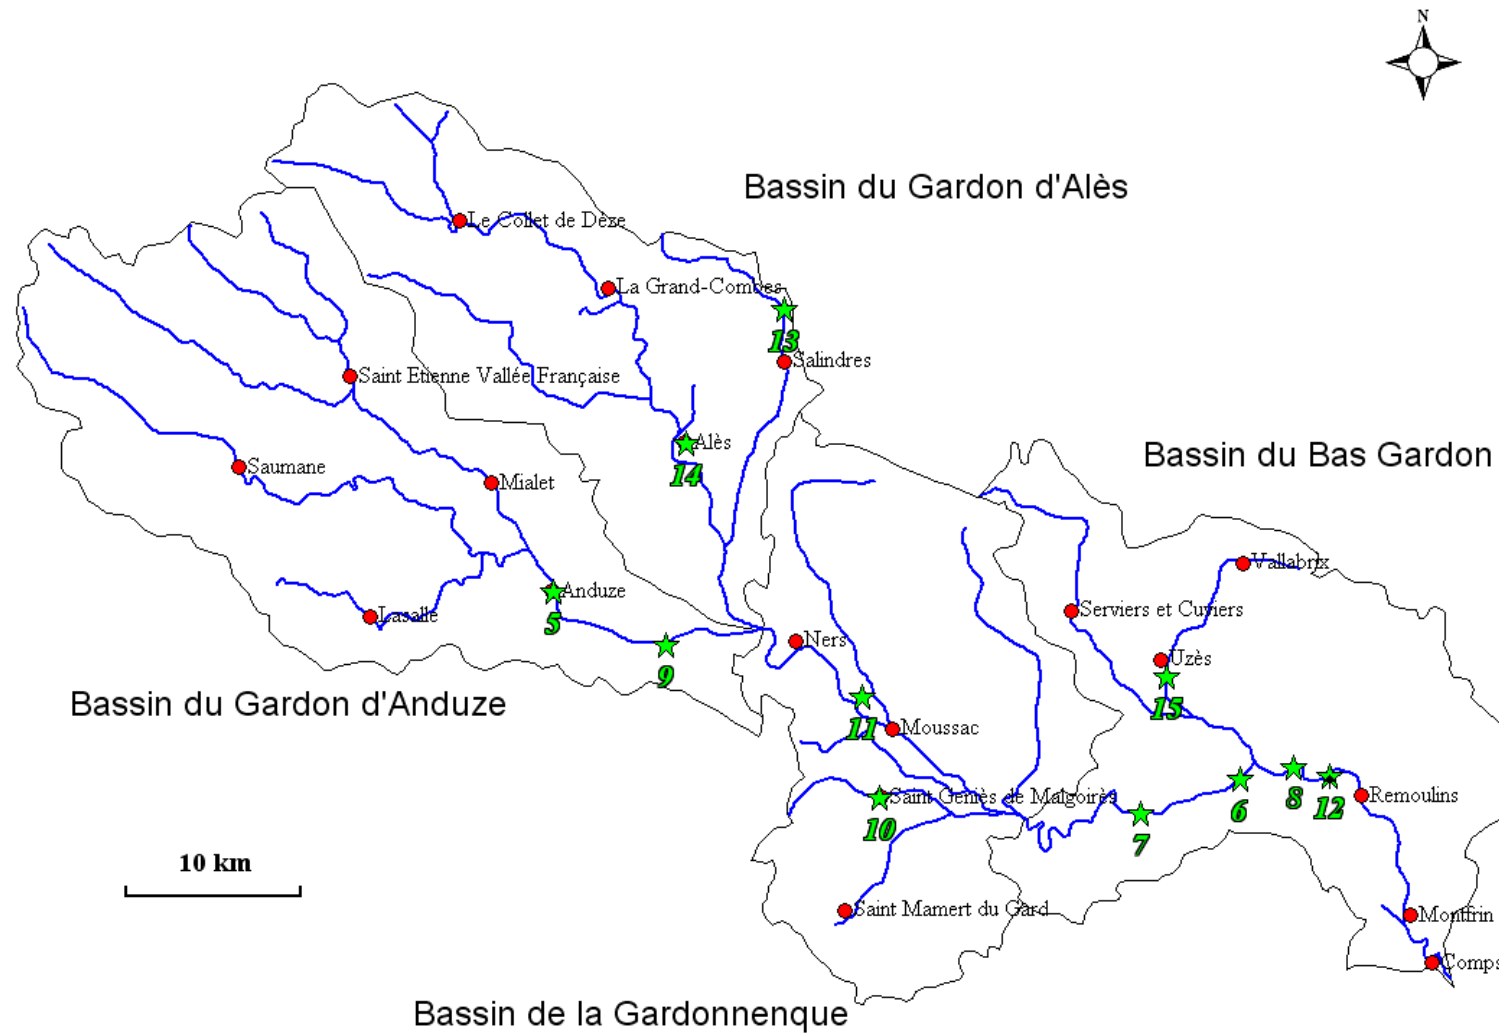 N
Bassin du Gardon d'Alès
Le Collet de Dèze
La Grand-Combes
13
Salindres
Saint Etienne Vallée Française
Alès
14
Bassin du Bas Gardon
Saumane
Mialet
Vallabrix
Anduze
5
Serviers et Cuviers
Lasalle
Ners
Uzès
9
Bassin du Gardon d'Anduze
15
11
Moussac
Saint Geniès de Malgoirès
10
7
6
8
12
Remoulins
10 km
Saint Mamert du Gard
Montfrin
Comps
Bassin de la Gardonnenque